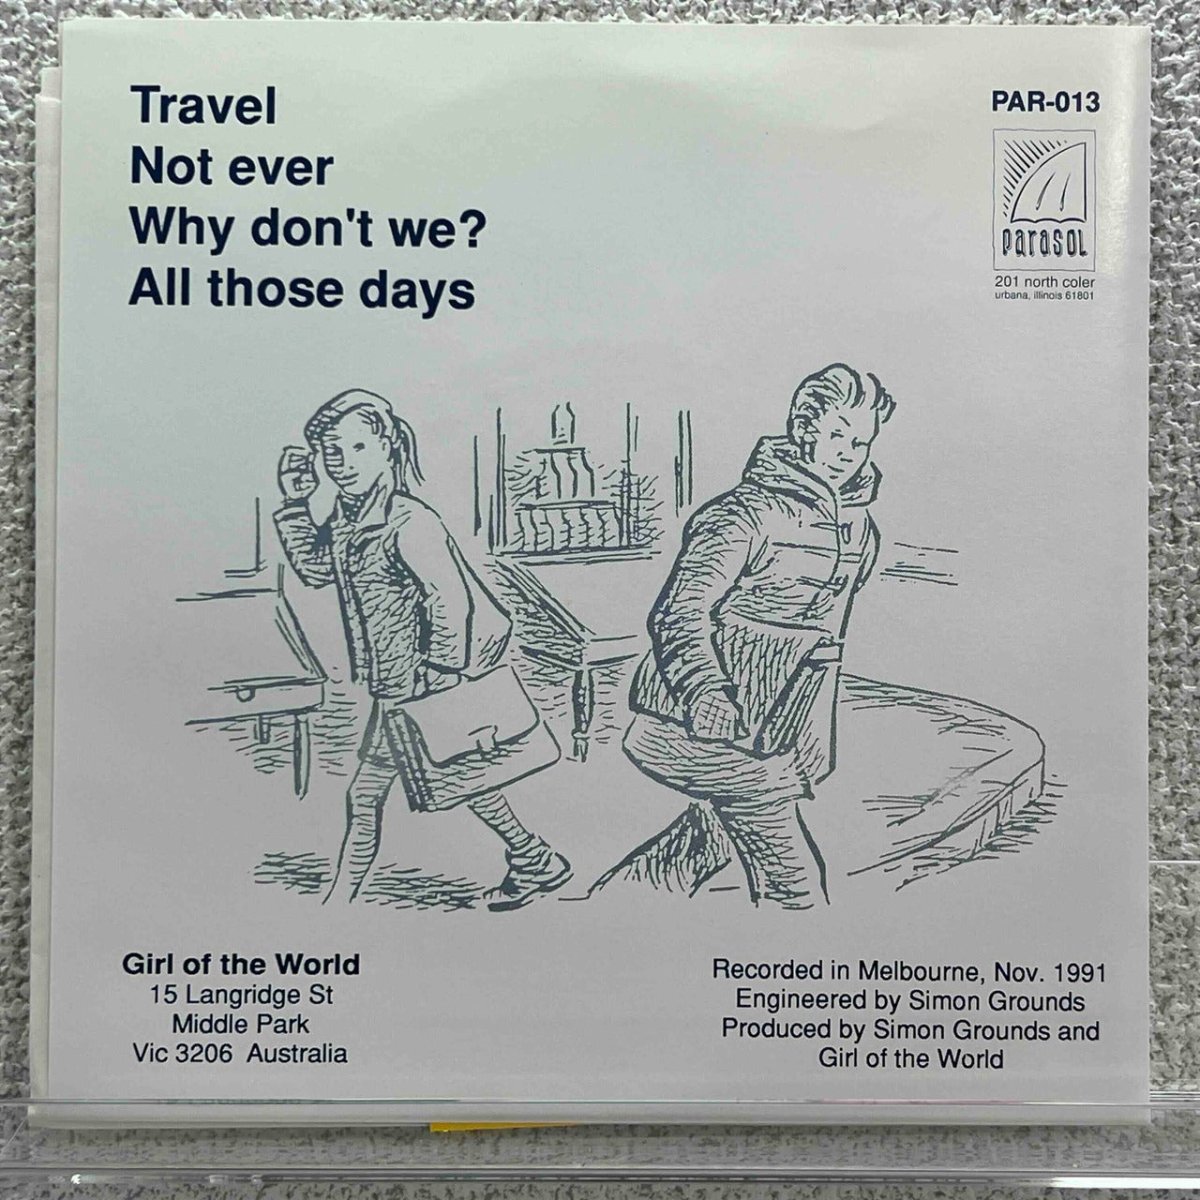 Travel
Not ever
Why don't we?
All those days
PAR-013
parasol
201 north coler
urbana, illinois 61801
Girl of the World
15 Langridge St
Middle Park
Vic 3206 Australia
Recorded in Melbourne, Nov. 1991
Engineered by Simon Grounds
Produced by Simon Grounds and
Girl of the World